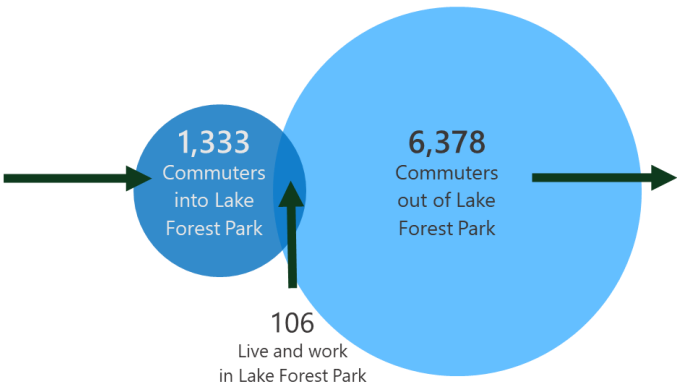 1,333
Commuters
into Lake
Forest Park
6,378
Commuters
out of Lake
Forest Park
106
Live and work
in Lake Forest Park